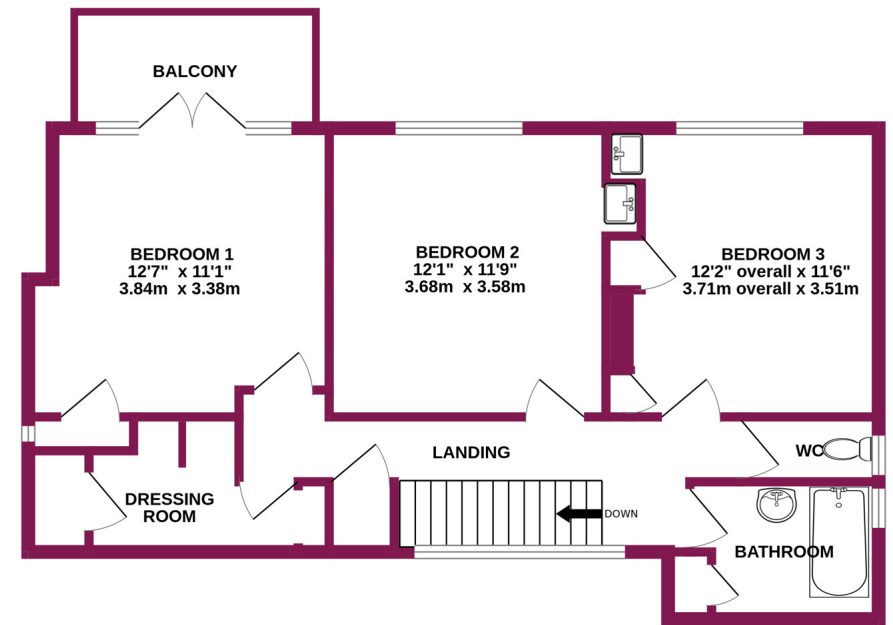 BALCONY
BEDROOM 1
12'7" x 11'1"
3.84m x 3.38m
BEDROOM 2
12'1" x 11'9"
3.68m x 3.58m
BEDROOM 3
12'2" overall x 11'6"
3.71m overall x 3.51m
LANDING
WC
DRESSING
ROOM
DOWN
BATHROOM